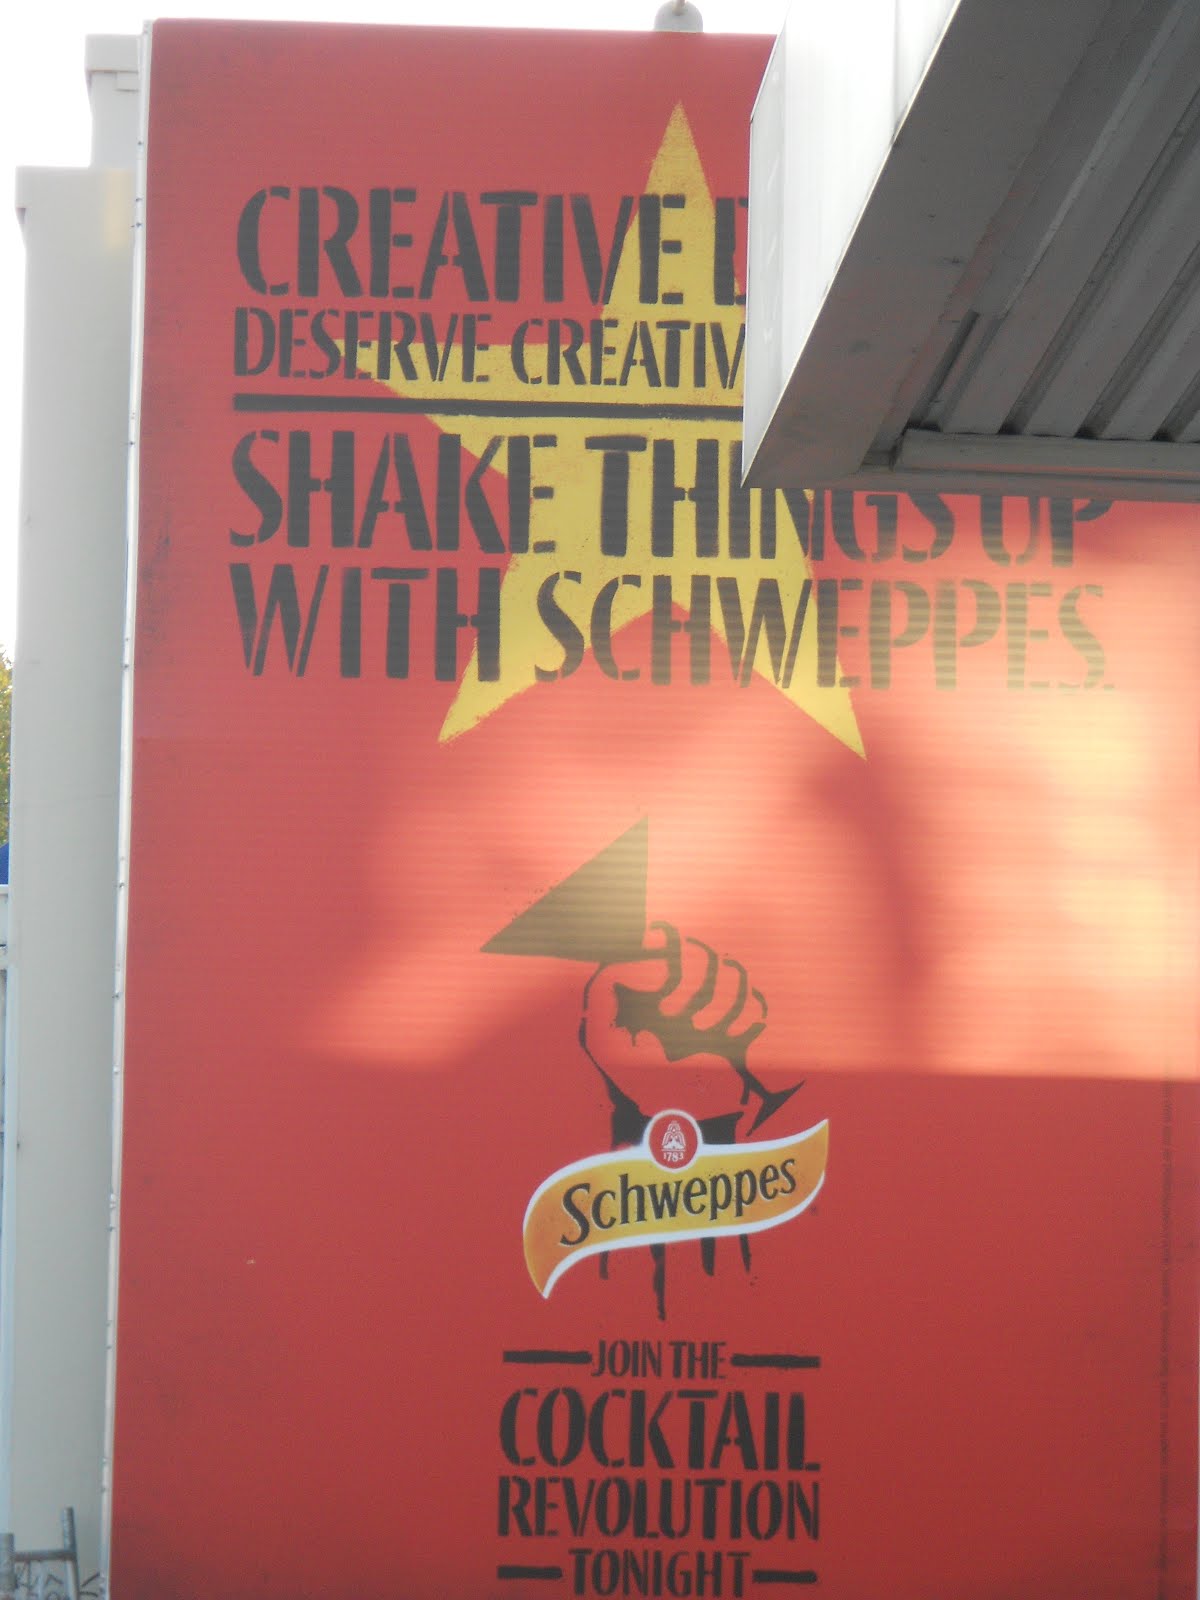 CREATIVE
DESERVE
SHAKE THINGS UP
WITH SCHWEPPES.
1783
Schweppes
JOIN THE
COCKTAIL
REVOLUTION
TONIGHT